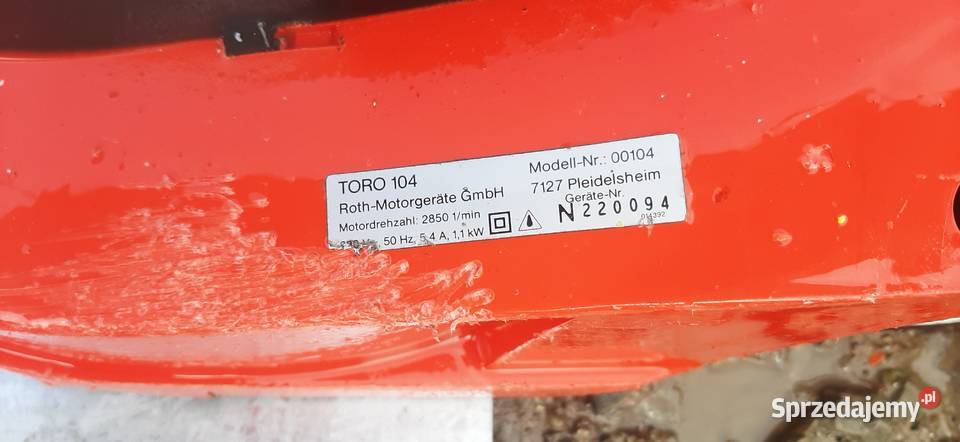 TORO 104
Modell-Nr.: 00104
Roth-Motorgeräte GmbH
7127 Pleidelsheim
Motordrehzahl: 2850 1/min
Geräte-Nr.
50 Hz, 5,4 A, 1,1 kW
N220094
Sprzedajemy.pl